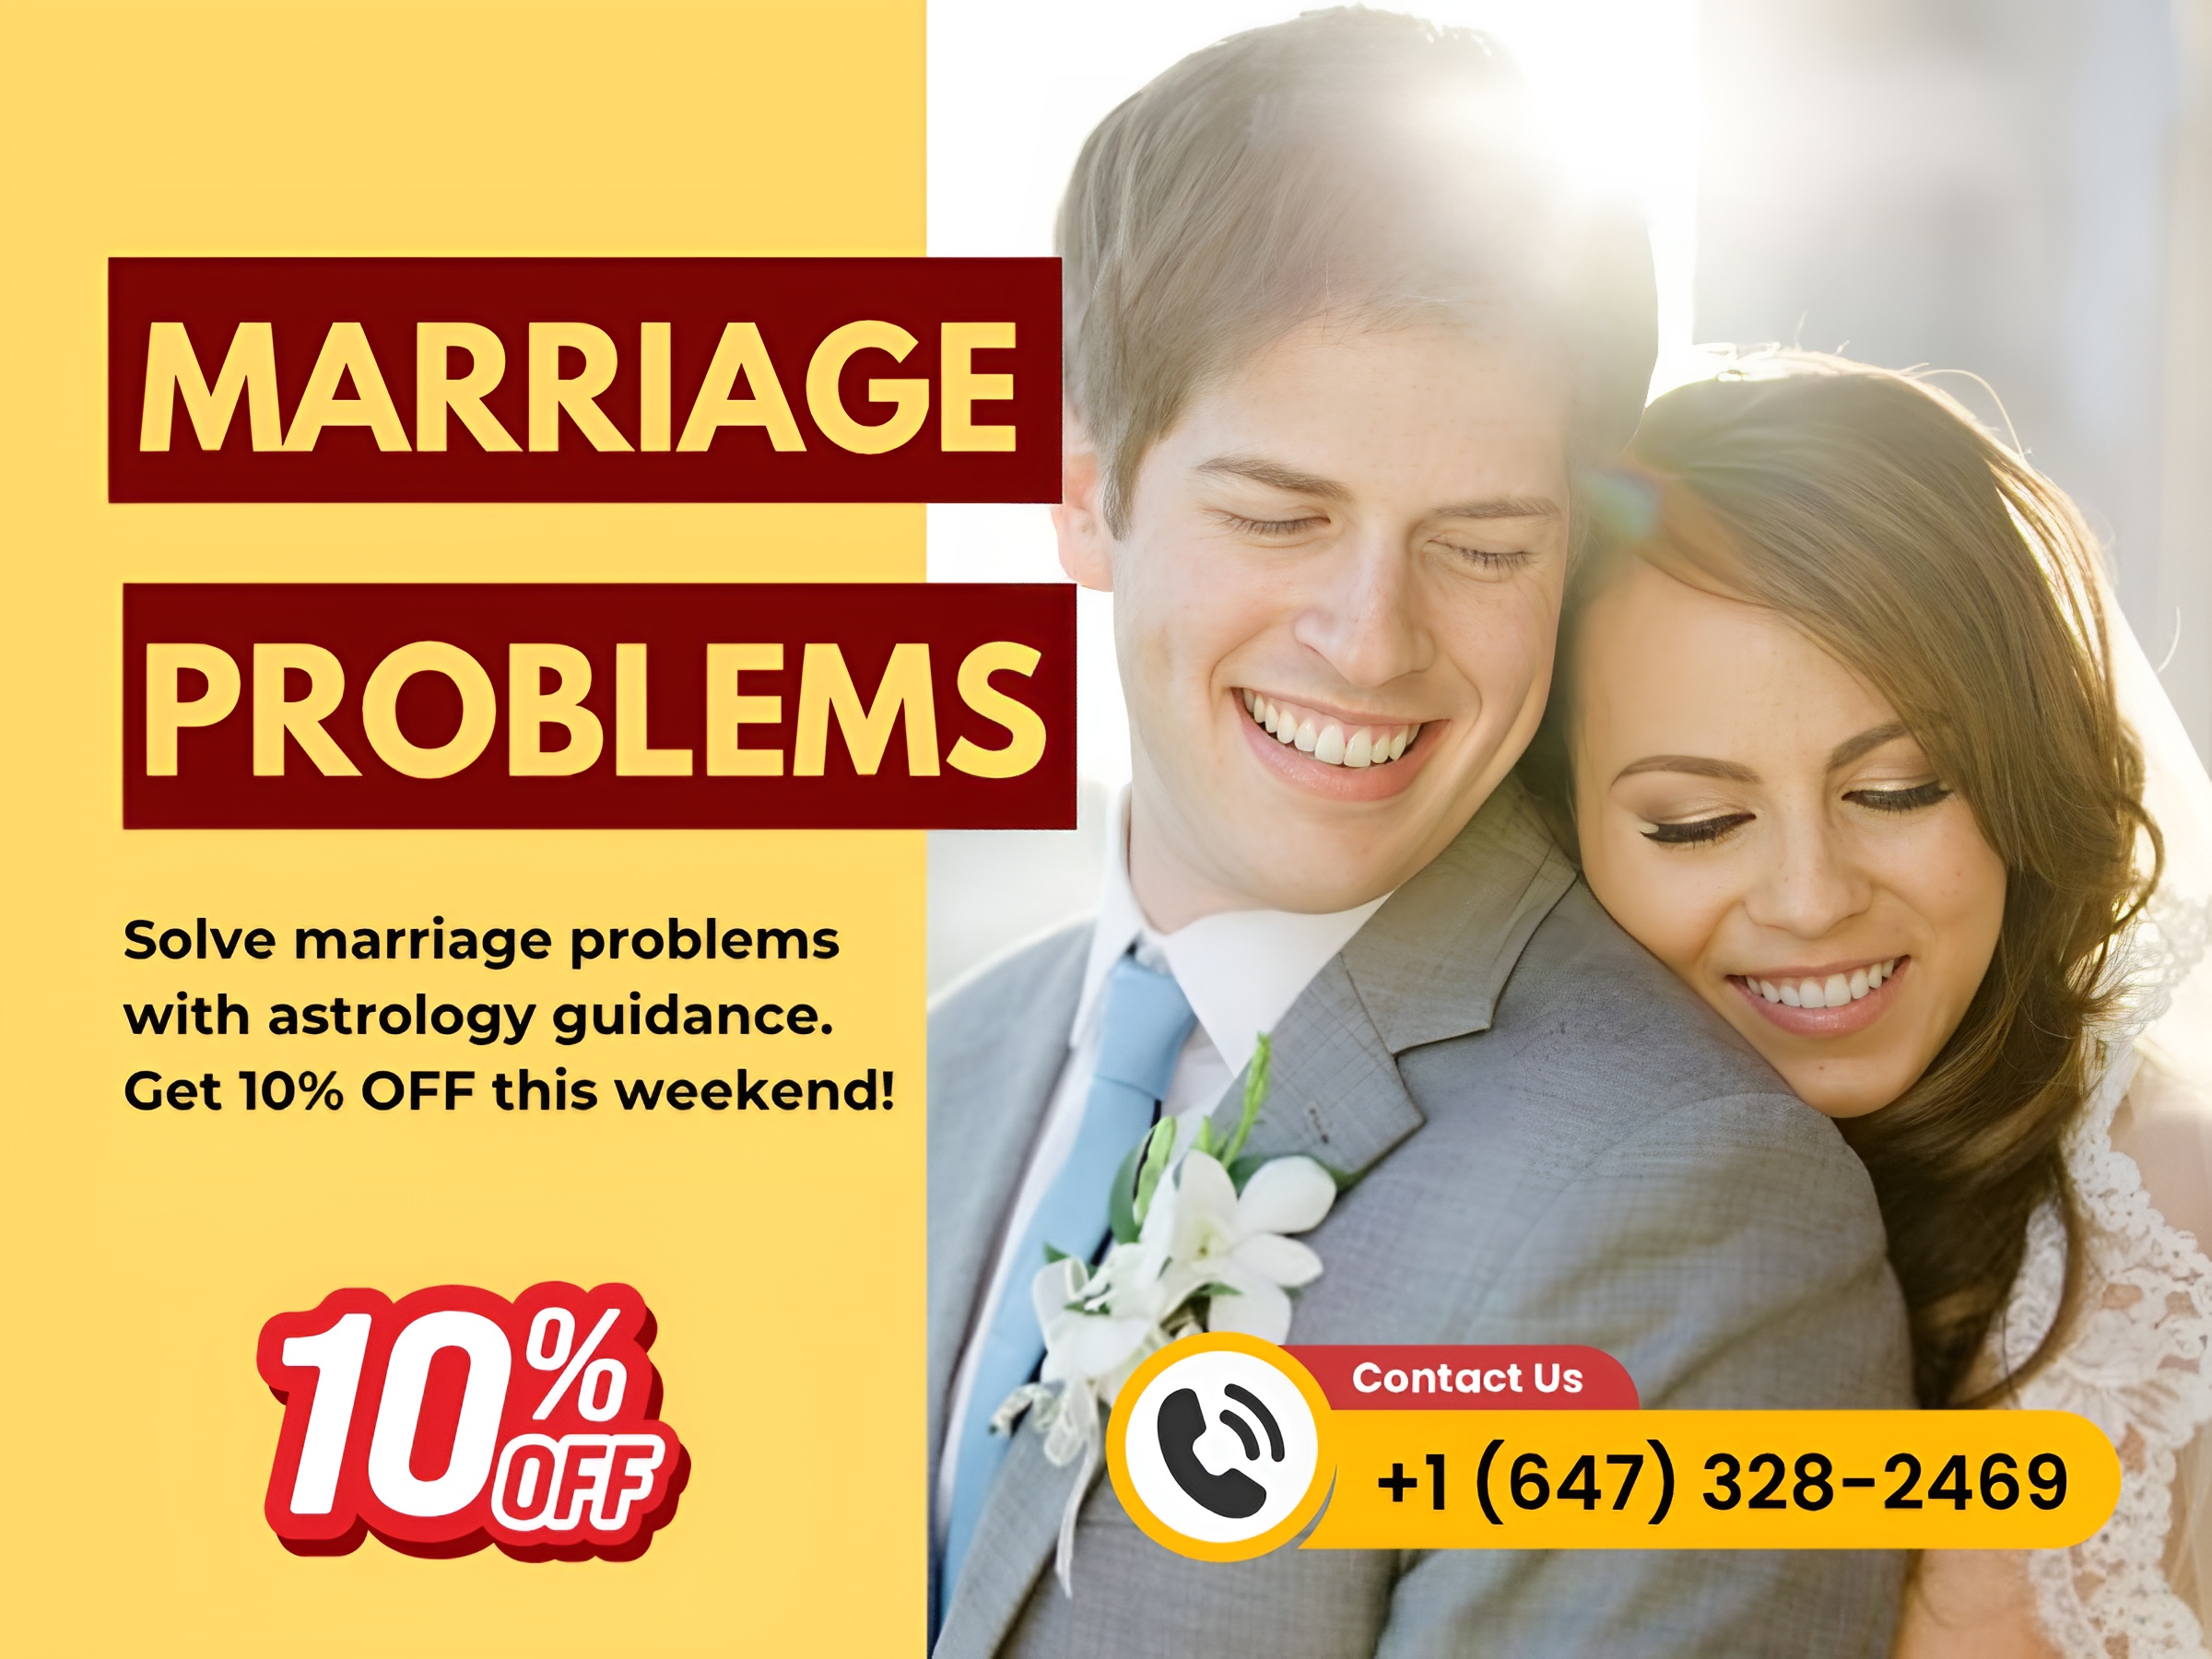 MARRIAGE
PROBLEMS
Solve marriage problems
with astrology guidance.
Get 10% OFF this weekend!
10%
OFF
Contact Us
+1 (647) 328-2469